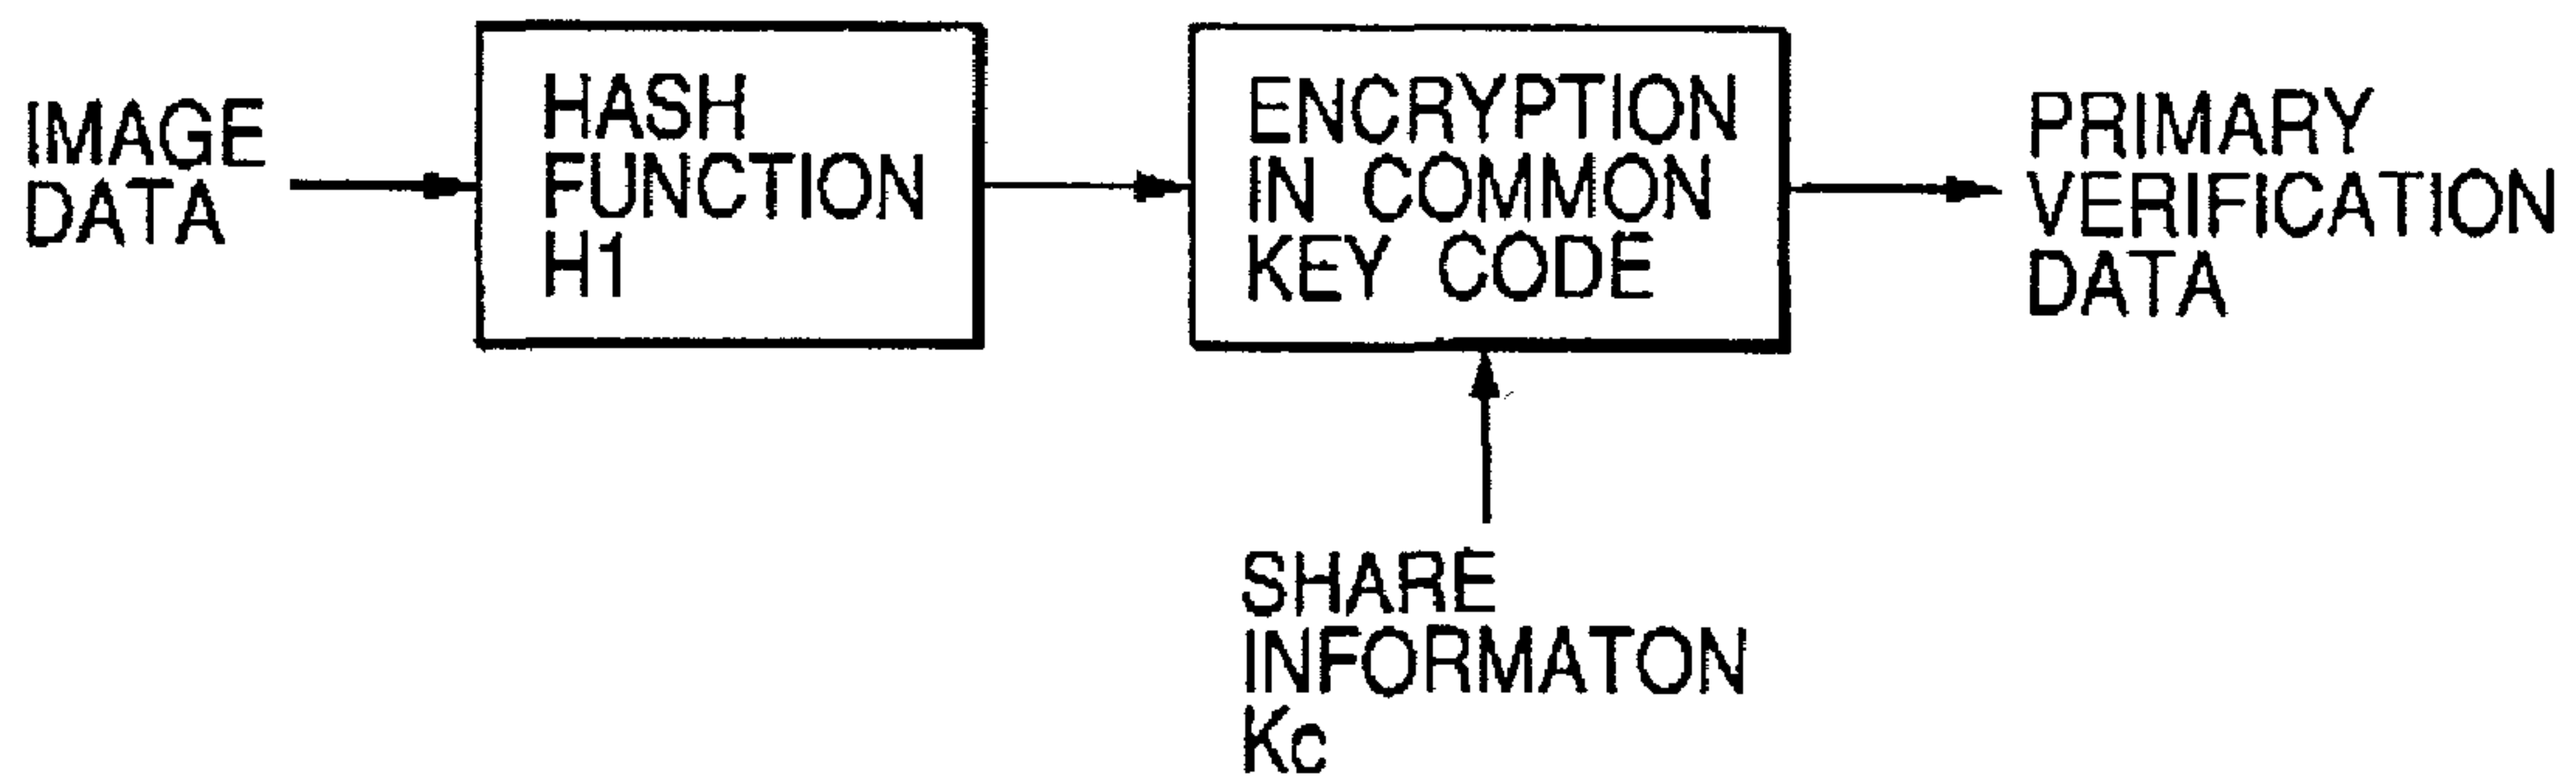 IMAGE
DATA
HASH
FUNCTION
H1
ENCRYPTION
IN COMMON
KEY CODE
PRIMARY
VERIFICATION
DATA
SHARE
INFORMATON
Kc